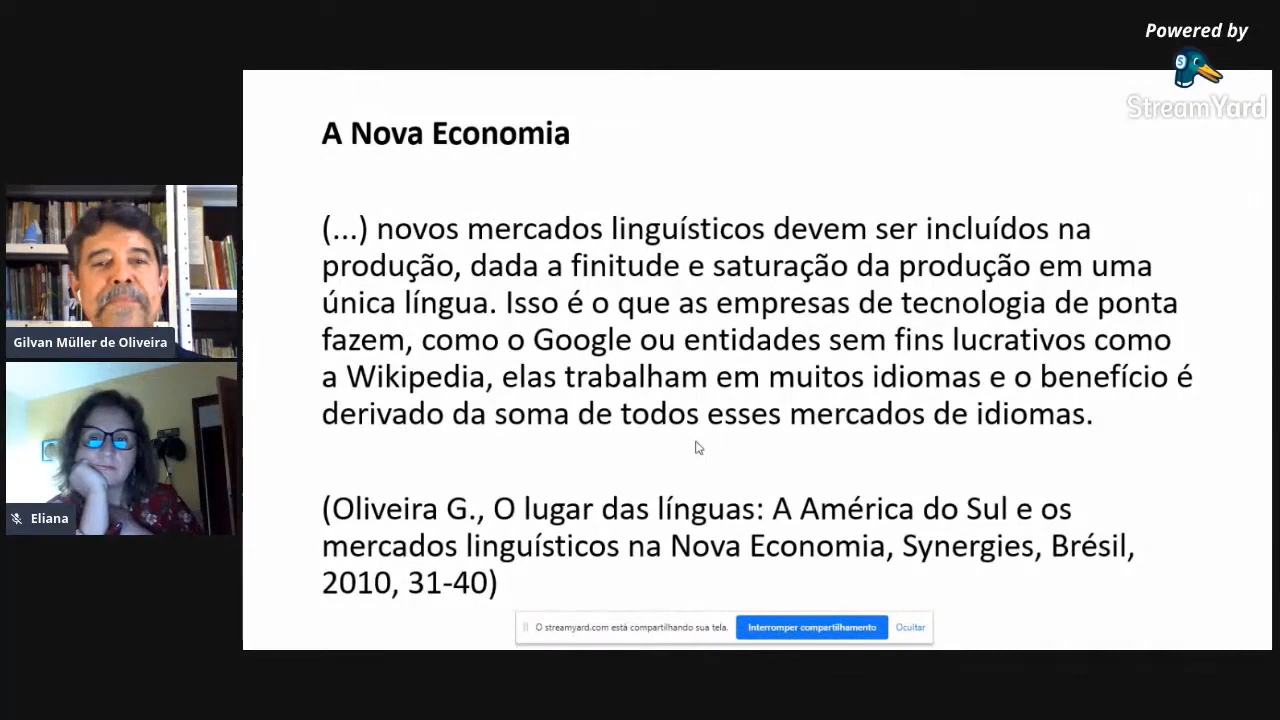 Powered by
StreamYard
A Nova Economia
(...) novos mercados linguísticos devem ser incluídos na
produção, dada a finitude e saturação da produção em uma
única língua. Isso é o que as empresas de tecnologia de ponta
fazem, como o Google ou entidades sem fins lucrativos como
a Wikipedia, elas trabalham em muitos idiomas e o benefício é
derivado da soma de todos esses mercados de idiomas.
(Oliveira G., O lugar das línguas: A América do Sul e os
mercados linguísticos na Nova Economia, Synergies, Brésil,
2010, 31-40)
Gilvan Müller de Oliveira
Eliana
O streamyard.com está compartilhando sua tela.
Interromper compartilhamento
Ocultar